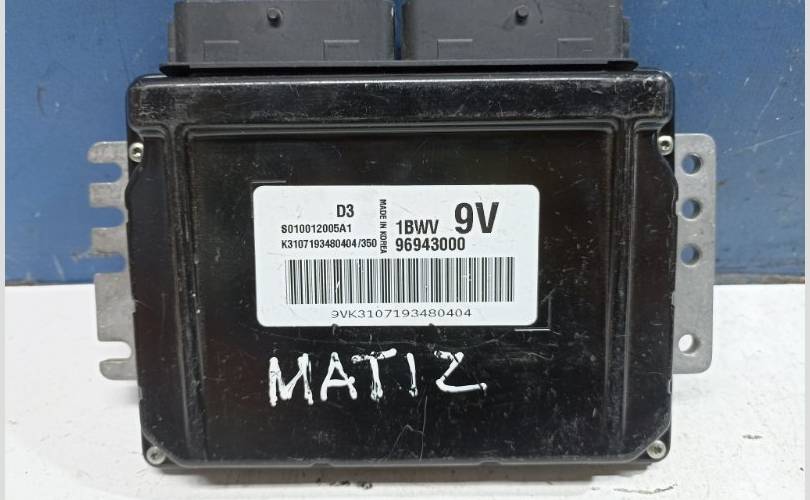 D3
S010012005A1
K3107193480404/350
MADE IN KOREA
1BWV 9V
96943000
9VK3107193480404
MATIZ